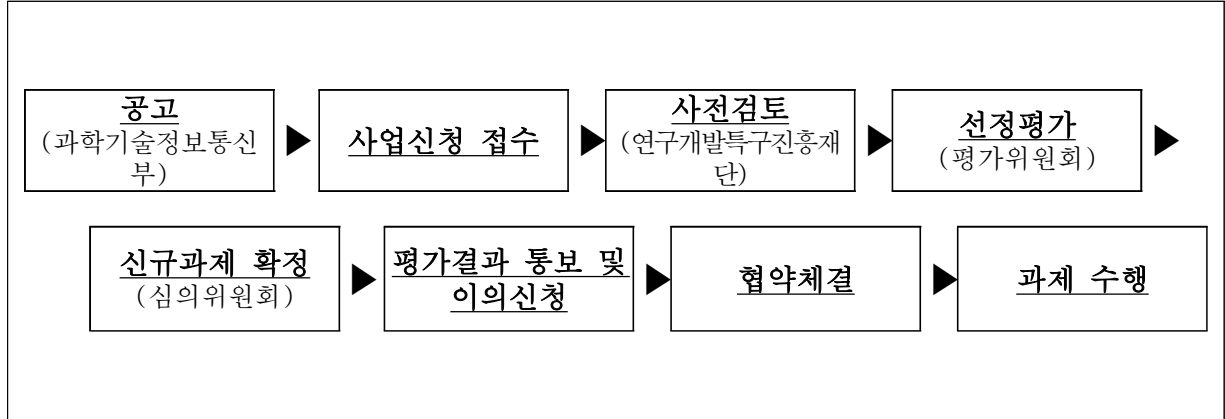 공고
(과학기술정보통신
부)
▶
사업신청 접수
▶
사전검토
(연구개발특구진흥재
단)
▶
선정평가
(평가위원회)
▶
신규과제 확정
(심의위원회)
▶
평가결과 통보 및
이의신청
▶
협약체결
▶
과제 수행